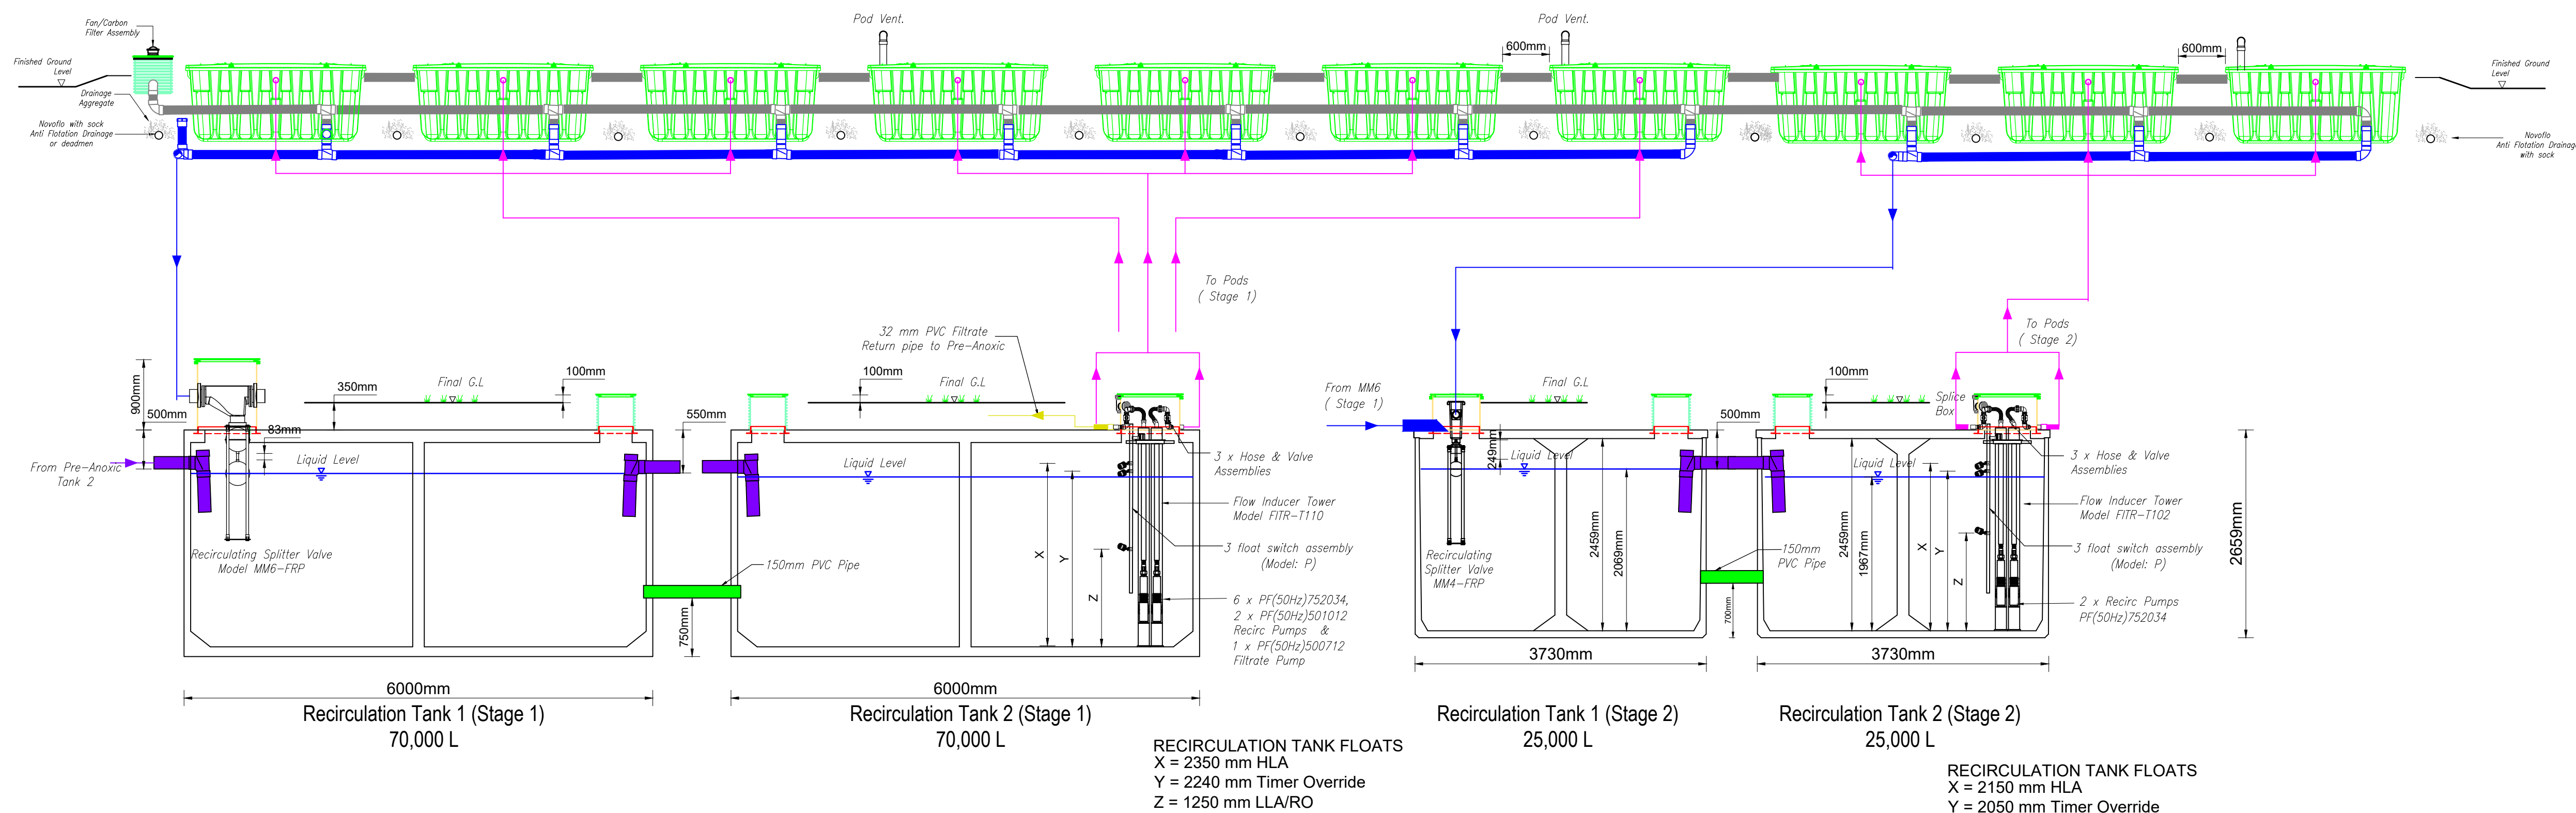 Pod Vent.
Pod Vent.
Fan/Carbon
Filter Assembly
600mm
600mm
Finished Ground
Level
Finished Ground
Level
Drainage
Aggregate
Novoflo with sock
Anti Flotation Drainage
or deadmen
Novoflo
Anti Flotation Drainage
with sock
To Pods
( Stage 1)
To Pods
( Stage 2)
32 mm PVC Filtrate
Return pipe to Pre-Anoxic
900mm
500mm
350mm
Final G.L
100mm
83mm
From Pre-Anoxic
Tank 2
Liquid Level
Recirculating Splitter Valve
Model MM6-FRP
550mm
100mm
Final G.L
Liquid Level
150mm PVC Pipe
750mm
X
Y
Z
3 x Hose & Valve
Assemblies
Flow Inducer Tower
Model FITR-T110
3 float switch assembly
(Model: P)
6 x PF(50Hz)752034,
2 x PF(50Hz)501012
Recirc Pumps &
1 x PF(50Hz)500712
Filtrate Pump
From MM6
( Stage 1)
Final G.L
249mm
Liquid Level
Recirculating
Splitter Valve
MM4-FRP
2459mm
2069mm
500mm
150mm
PVC Pipe
700mm
100mm
Splice
Box
Liquid Level
2459mm
1967mm
X
Y
Z
3 x Hose & Valve
Assemblies
Flow Inducer Tower
Model FITR-T102
3 float switch assembly
(Model: P)
2 x Recirc Pumps
PF(50Hz)752034
2659mm
6000mm
6000mm
3730mm
3730mm
Recirculation Tank 1 (Stage 1)
70,000 L
Recirculation Tank 2 (Stage 1)
70,000 L
Recirculation Tank 1 (Stage 2)
25,000 L
Recirculation Tank 2 (Stage 2)
25,000 L
RECIRCULATION TANK FLOATS
X = 2350 mm HLA
Y = 2240 mm Timer Override
Z = 1250 mm LLA/RO
RECIRCULATION TANK FLOATS
X = 2150 mm HLA
Y = 2050 mm Timer Override